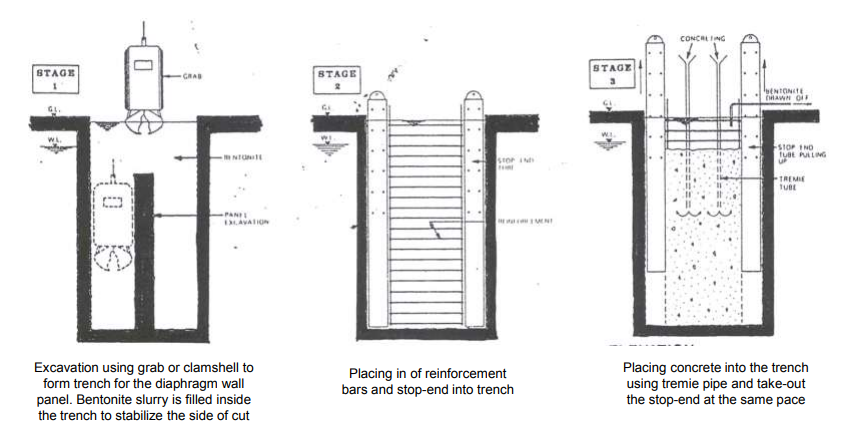 STAGE
1
GRAB
G.L.
W.L.
BENTONITE
PANEL
EXCAVATION
STAGE
2
G.L.
W.L.
STOP END
TUBE
REINFORCEMENT
STAGE
3
CONCRETING
G.L.
W.L.
BENTONITE
DRAWN OFF
STOP END
TUBE PULLING
UP
TREMIE
TUBE
Excavation using grab or clamshell to
form trench for the diaphragm wall
panel. Bentonite slurry is filled inside
the trench to stabilize the side of cut
Placing in of reinforcement
bars and stop-end into trench
Placing concrete into the trench
using tremie pipe and take-out
the stop-end at the same pace